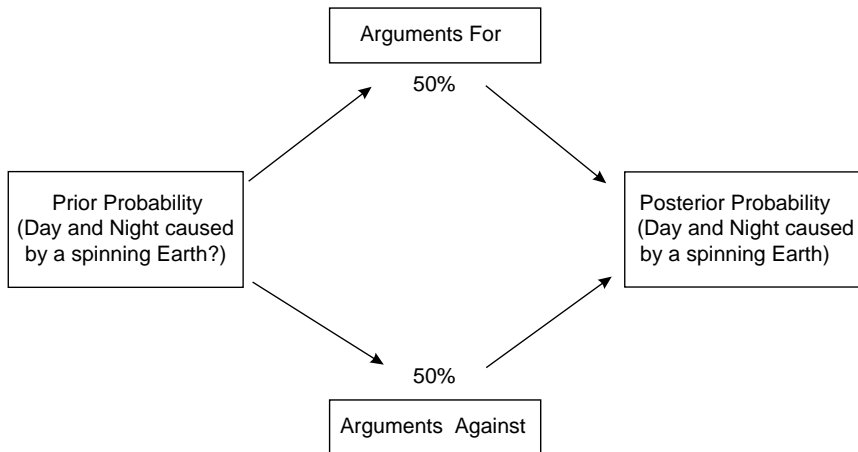 Arguments For
50%
Prior Probability
(Day and Night caused
by a spinning Earth?)
Posterior Probability
(Day and Night caused
by a spinning Earth)
50%
Arguments Against